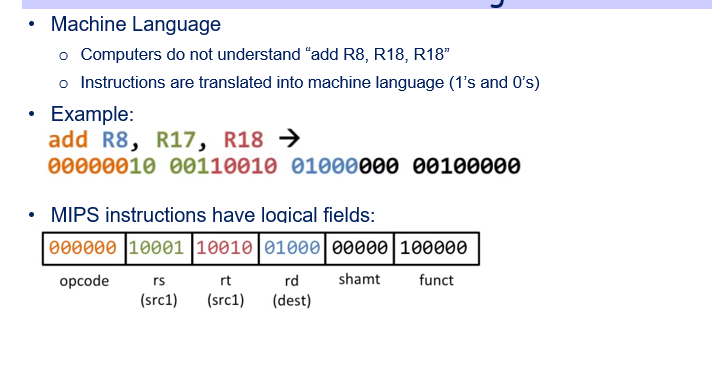 • Machine Language
o Computers do not understand “add R8, R18, R18”
o Instructions are translated into machine language (1’s and 0’s)
• Example:
add R8, R17, R18 →
00000010 00110010 01000000 00100000
• MIPS instructions have logical fields:
000000 10001 10010 01000 00000 100000
opcode rs rt rd shamt funct
(src1) (src1) (dest)